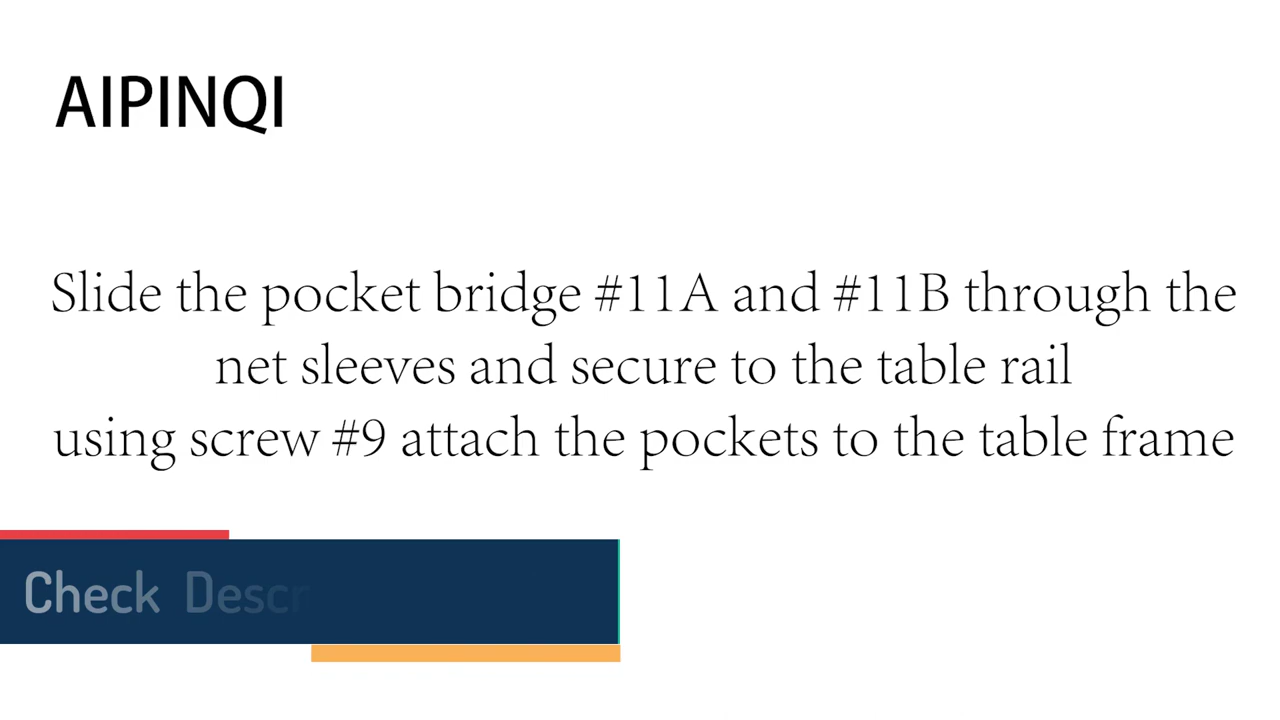 AIPINQI
Slide the pocket bridge #11A and #11B through the
net sleeves and secure to the table rail
using screw #9 attach the pockets to the table frame
Check